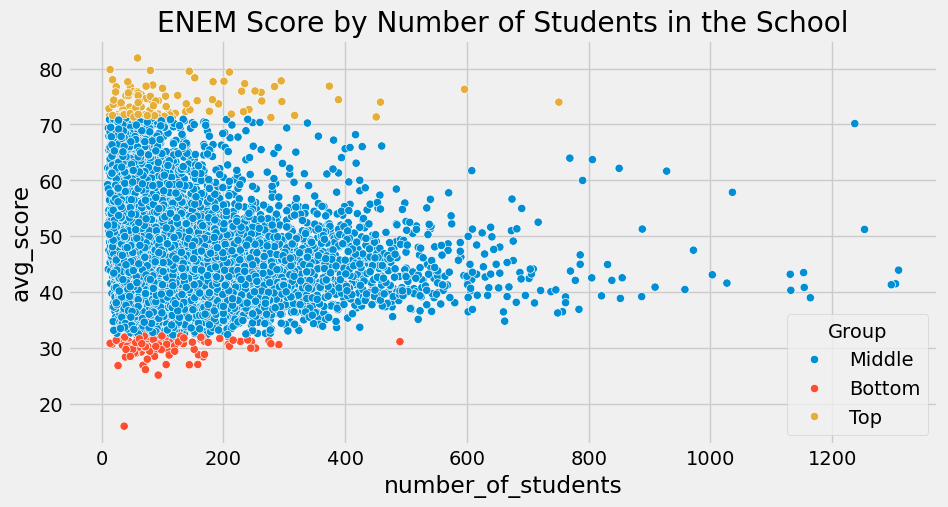 ENEM Score by Number of Students in the School
avg_score
80
70
60
50
40
30
20
0 200 400 600 800 1000 1200
number_of_students
Group
Middle
Bottom
Top